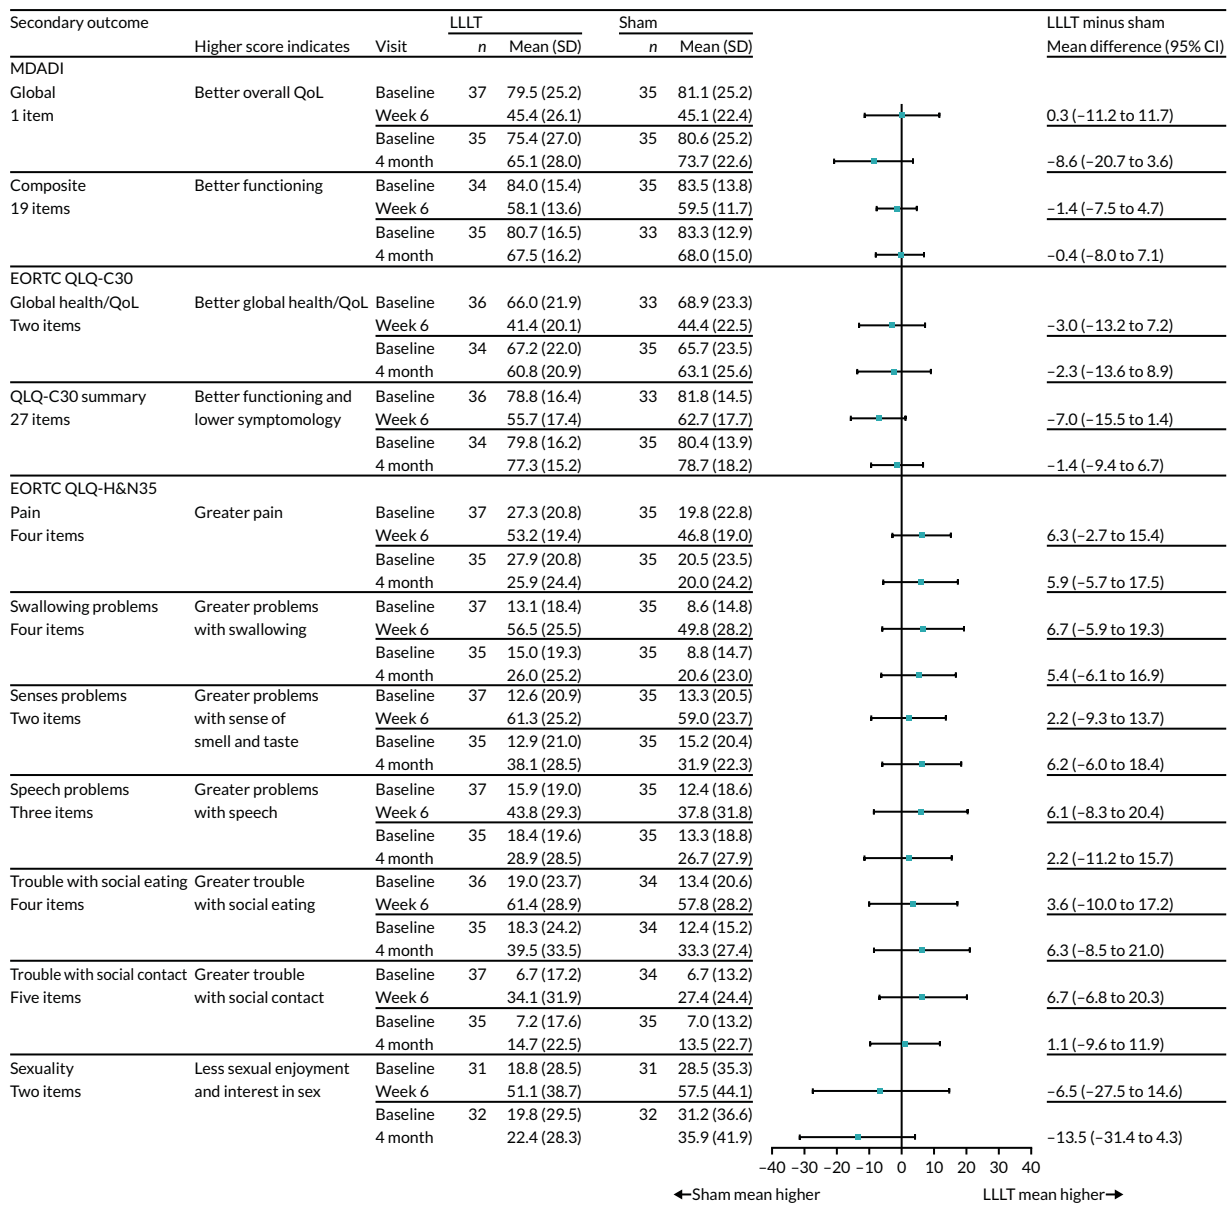 Secondary outcome LLLT Sham LLLT minus sham
Higher score indicates Visit n Mean (SD) n Mean (SD) Mean difference (95% CI)
MDADI
Global Better overall QoL Baseline 37 79.5 (25.2) 35 81.1 (25.2)
1 item Week 6 45.4 (26.1) 45.1 (22.4) 0.3 (−11.2 to 11.7)
Baseline 35 75.4 (27.0) 35 80.6 (25.2)
4 month 65.1 (28.0) 73.7 (22.6) −8.6 (−20.7 to 3.6)
Composite Better functioning Baseline 34 84.0 (15.4) 35 83.5 (13.8)
19 items Week 6 58.1 (13.6) 59.5 (11.7) −1.4 (−7.5 to 4.7)
Baseline 35 80.7 (16.5) 33 83.3 (12.9)
4 month 67.5 (16.2) 68.0 (15.0) −0.4 (−8.0 to 7.1)
EORTC QLQ-C30
Global health/QoL Better global health/QoL Baseline 36 66.0 (21.9) 33 68.9 (23.3)
Two items Week 6 41.4 (20.1) 44.4 (22.5) −3.0 (−13.2 to 7.2)
Baseline 34 67.2 (22.0) 35 65.7 (23.5)
4 month 60.8 (20.9) 63.1 (25.6) −2.3 (−13.6 to 8.9)
QLQ-C30 summary Better functioning and Baseline 36 78.8 (16.4) 33 81.8 (14.5)
27 items lower symptomology Week 6 55.7 (17.4) 62.7 (17.7) −7.0 (−15.5 to 1.4)
Baseline 34 79.8 (16.2) 35 80.4 (13.9)
4 month 77.3 (15.2) 78.7 (18.2) −1.4 (−9.4 to 6.7)
EORTC QLQ-H&N35
Pain Greater pain Baseline 37 27.3 (20.8) 35 19.8 (22.8)
Four items Week 6 53.2 (19.4) 46.8 (19.0) 6.3 (−2.7 to 15.4)
Baseline 35 27.9 (20.8) 35 20.5 (23.5)
4 month 25.9 (24.4) 20.0 (24.2) 5.9 (−5.7 to 17.5)
Swallowing problems Greater problems Baseline 37 13.1 (18.4) 35 8.6 (14.8)
Four items with swallowing Week 6 56.5 (25.5) 49.8 (28.2) 6.7 (−5.9 to 19.3)
Baseline 35 15.0 (19.3) 35 8.8 (14.7)
4 month 26.0 (25.2) 20.6 (23.0) 5.4 (−6.1 to 16.9)
Senses problems Greater problems Baseline 37 12.6 (20.9) 35 13.3 (20.5)
Two items with sense of Week 6 61.3 (25.2) 59.0 (23.7) 2.2 (−9.3 to 13.7)
smell and taste Baseline 35 12.9 (21.0) 35 15.2 (20.4)
4 month 38.1 (28.5) 31.9 (22.3) 6.2 (−6.0 to 18.4)
Speech problems Greater problems Baseline 37 15.9 (19.0) 35 12.4 (18.6)
Three items with speech Week 6 43.8 (29.3) 37.8 (31.8) 6.1 (−8.3 to 20.4)
Baseline 35 18.4 (19.6) 35 13.3 (18.8)
4 month 28.9 (28.5) 26.7 (27.9) 2.2 (−11.2 to 15.7)
Trouble with social eating Greater trouble Baseline 36 19.0 (23.7) 34 13.4 (20.6)
Four items with social eating Week 6 61.4 (28.9) 57.8 (28.2) 3.6 (−10.0 to 17.2)
Baseline 35 18.3 (24.2) 34 12.4 (15.2)
4 month 39.5 (33.5) 33.3 (27.4) 6.3 (−8.5 to 21.0)
Trouble with social contact Greater trouble Baseline 37 6.7 (17.2) 34 6.7 (13.2)
Five items with social contact Week 6 34.1 (31.9) 27.4 (24.4) 6.7 (−6.8 to 20.3)
Baseline 35 7.2 (17.6) 35 7.0 (13.2)
4 month 14.7 (22.5) 13.5 (22.7) 1.1 (−9.6 to 11.9)
Sexuality Less sexual enjoyment Baseline 31 18.8 (28.5) 31 28.5 (35.3)
Two items and interest in sex Week 6 51.1 (38.7) 57.5 (44.1) −6.5 (−27.5 to 14.6)
Baseline 32 19.8 (29.5) 32 31.2 (36.6)
4 month 22.4 (28.3) 35.9 (41.9) −13.5 (−31.4 to 4.3)
−40 −30 −20 −10 0 10 20 30 40
←Sham mean higher LLLT mean higher→